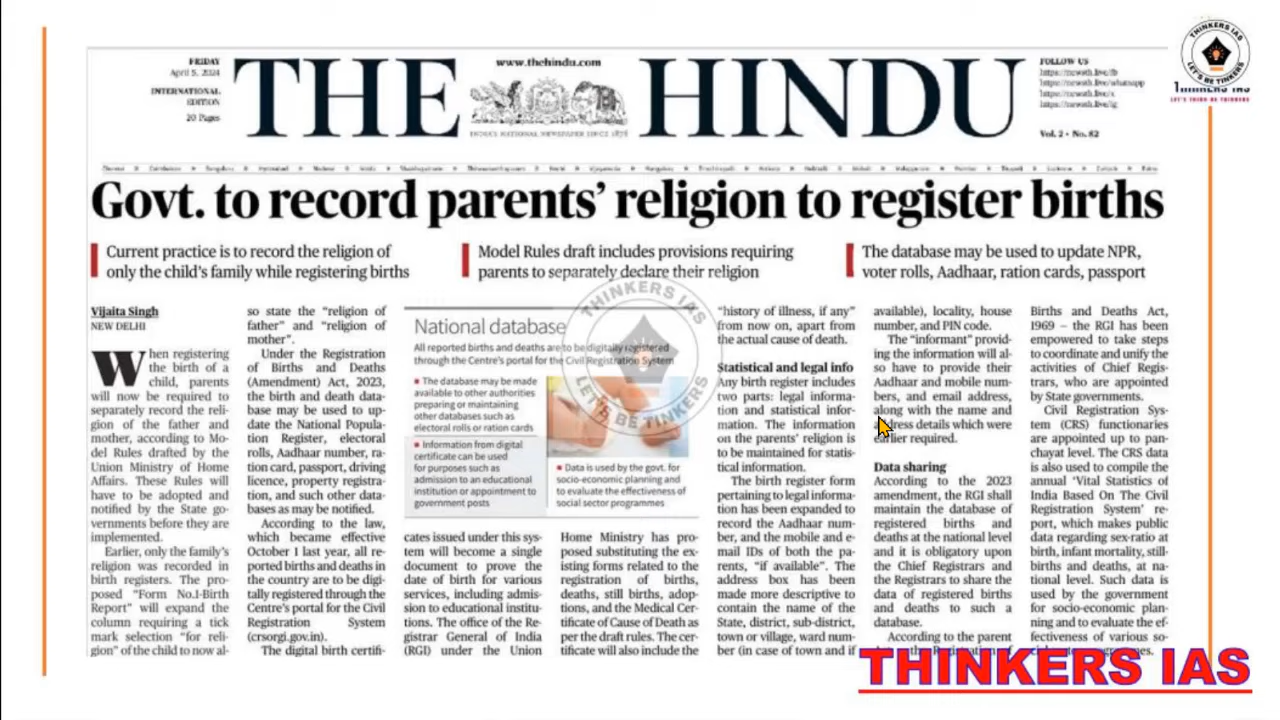 THINKERS IAS
LET'S BE TINKERS
THINKERS IAS
LET'S THINK BE THINKERS
FRIDAY
April 5, 2024
INTERNATIONAL
EDITION
20 Pages
THE HINDU
www.thehindu.com
INDIA'S NATIONAL NEWSPAPER SINCE 1878
FOLLOW US
Vol. 2 • No. 82
Govt. to record parents' religion to register births
Current practice is to record the religion of
only the child's family while registering births
Model Rules draft includes provisions requiring
parents to separately declare their religion
The database may be used to update NPR,
voter rolls, Aadhaar, ration cards, passport
Vijaita Singh
NEW DELHI
When registering
the birth of a
child, parents
will now be required to
separately record the reli-
gion of the father and
mother, according to Mo-
del Rules drafted by the
Union Ministry of Home
Affairs. These Rules will
have to be adopted and
notified by the State go-
vernments before they are
implemented.
Earlier, only the family's
religion was recorded in
birth registers. The pro-
posed "Form No.1-Birth
Report" will expand the
column requiring a tick
mark selection "for reli-
gion" of the child to now al-
so state the "religion of
father" and "religion of
mother".
Under the Registration
of Births and Deaths
(Amendment) Act, 2023,
the birth and death data-
base may be used to up-
date the National Popula-
tion Register, electoral
rolls, Aadhaar number, ra-
tion card, passport, driving
licence, property registra-
tion, and such other data-
bases as may be notified.
According to the law,
which became effective
October 1 last year, all re-
ported births and deaths in
the country are to be digi-
tally registered through the
Centre's portal for the Civil
Registration System
(crsorgi.gov.in).
The digital birth certifi-
National database
All reported births and deaths are to be digitally registered
through the Centre's portal for the Civil Registration System
The database may be made
available to other authorities
preparing or maintaining
other databases such as
electoral rolls or ration cards
Information from digital
certificate can be used
for purposes such as
admission to an educational
institution or appointment to
government posts
Data is used by the govt. for
socio-economic planning and
to evaluate the effectiveness of
social sector programmes
cates issued under this sys-
tem will become a single
document to prove the
date of birth for various
services, including admis-
sion to educational institu-
tions. The office of the Re-
gistrar General of India
(RGI) under the Union
Home Ministry has pro-
posed substituting the ex-
isting forms related to the
registration of births,
deaths, still births, adop-
tions, and the Medical Cer-
tificate of Cause of Death as
per the draft rules. The cer-
tificate will also include the
"history of illness, if any"
from now on, apart from
the actual cause of death.
Statistical and legal info
Any birth register includes
two parts: legal informa-
tion and statistical infor-
mation. The information
on the parents' religion is
to be maintained for statis-
tical information.
The birth register form
pertaining to legal informa-
tion has been expanded to
record the Aadhaar num-
ber, and the mobile and e-
mail IDs of both the pa-
rents, "if available". The
address box has been
made more descriptive to
contain the name of the
State, district, sub-district,
town or village, ward num-
ber (in case of town and if
available), locality, house
number, and PIN code.
The "informant" provid-
ing the information will al-
so have to provide their
Aadhaar and mobile num-
bers, and email address,
along with the name and
address details which were
earlier required.
Data sharing
According to the 2023
amendment, the RGI shall
maintain the database of
registered births and
deaths at the national level
and it is obligatory upon
the Chief Registrars and
the Registrars to share the
data of registered births
and deaths to such a
database.
According to the parent
Births and Deaths Act,
1969 – the RGI has been
empowered to take steps
to coordinate and unify the
activities of Chief Regis-
trars, who are appointed
by State governments.
Civil Registration Sys-
tem (CRS) functionaries
are appointed up to pan-
chayat level. The CRS data
is also used to compile the
annual 'Vital Statistics of
India Based On The Civil
Registration System' re-
port, which makes public
data regarding sex-ratio at
birth, infant mortality, still-
births and deaths, at na-
tional level. Such data is
used by the government
for socio-economic plan-
ning and to evaluate the ef-
fectiveness of various so-
THINKERS IAS
LET'S BE TINKERS
THINKERS IAS